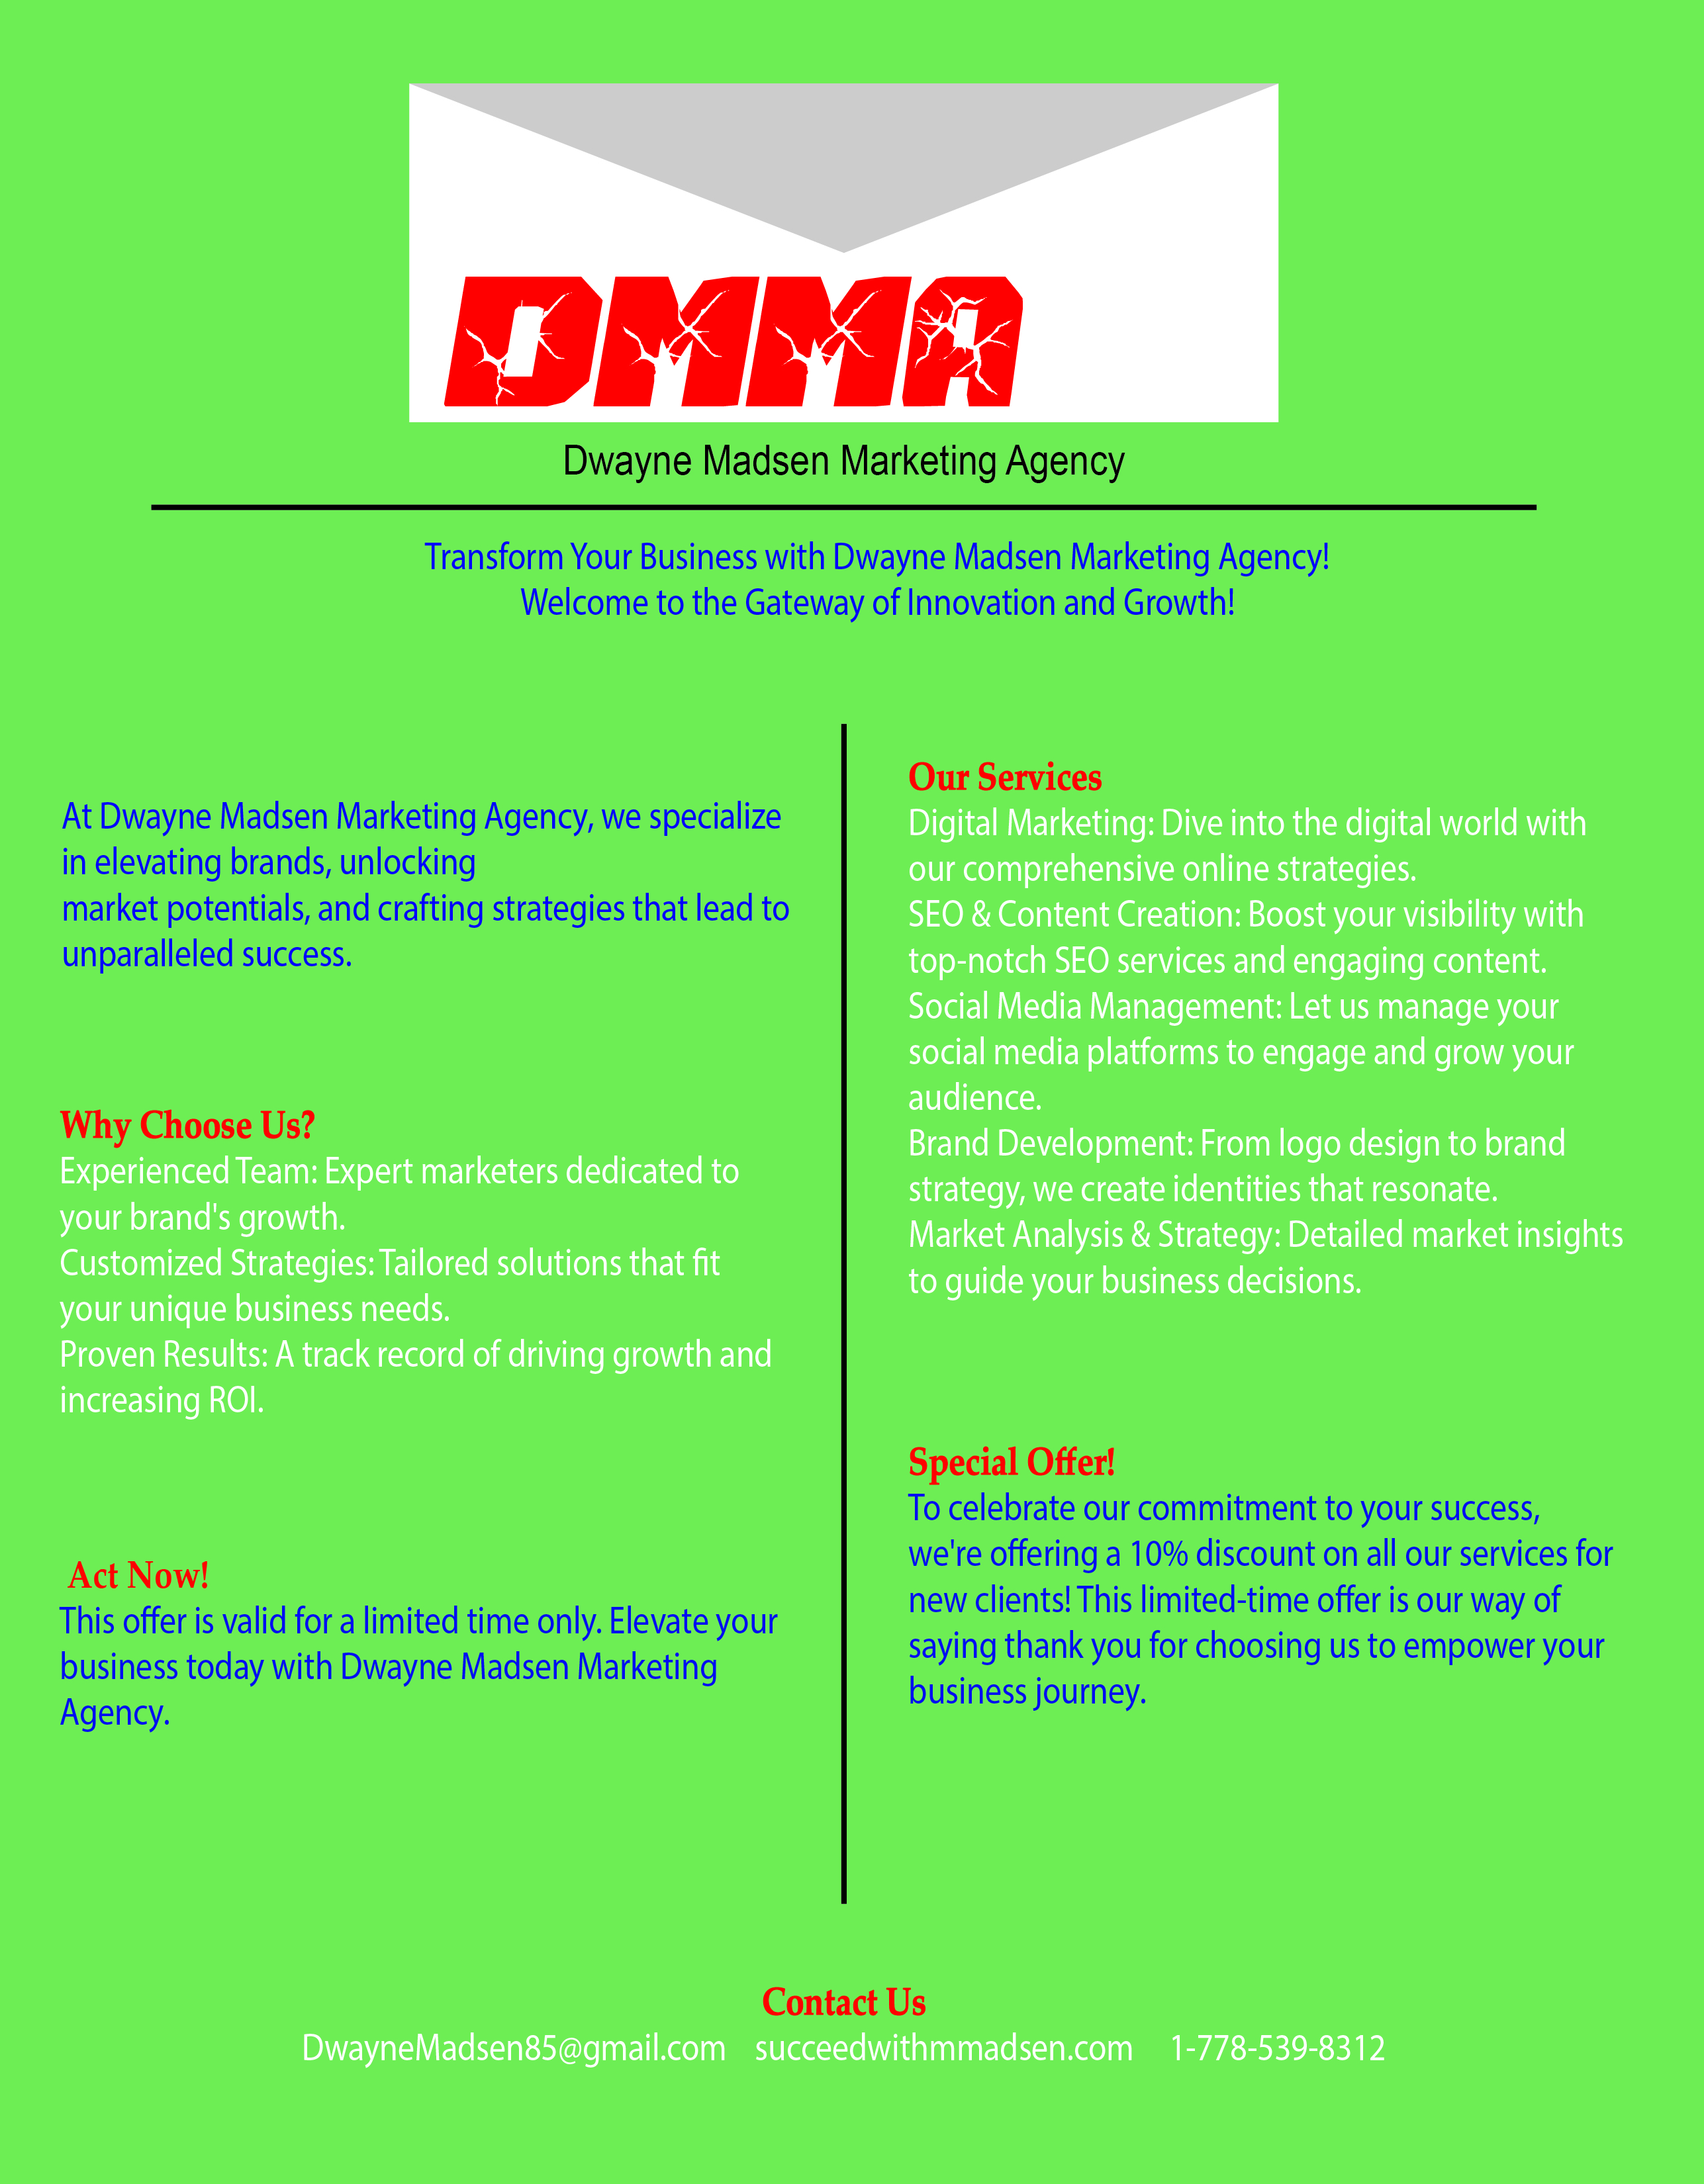 DMMA
Dwayne Madsen Marketing Agency
Transform Your Business with Dwayne Madsen Marketing Agency!
Welcome to the Gateway of Innovation and Growth!
At Dwayne Madsen Marketing Agency, we specialize
in elevating brands, unlocking
market potentials, and crafting strategies that lead to
unparalleled success.
Why Choose Us?
Experienced Team: Expert marketers dedicated to
your brand's growth.
Customized Strategies: Tailored solutions that fit
your unique business needs.
Proven Results: A track record of driving growth and
increasing ROI.
Act Now!
This offer is valid for a limited time only. Elevate your
business today with Dwayne Madsen Marketing
Agency.
Our Services
Digital Marketing: Dive into the digital world with
our comprehensive online strategies.
SEO & Content Creation: Boost your visibility with
top-notch SEO services and engaging content.
Social Media Management: Let us manage your
social media platforms to engage and grow your
audience.
Brand Development: From logo design to brand
strategy, we create identities that resonate.
Market Analysis & Strategy: Detailed market insights
to guide your business decisions.
Special Offer!
To celebrate our commitment to your success,
we're offering a 10% discount on all our services for
new clients! This limited-time offer is our way of
saying thank you for choosing us to empower your
business journey.
Contact Us
DwayneMadsen85@gmail.com succeedwithmmadsen.com 1-778-539-8312